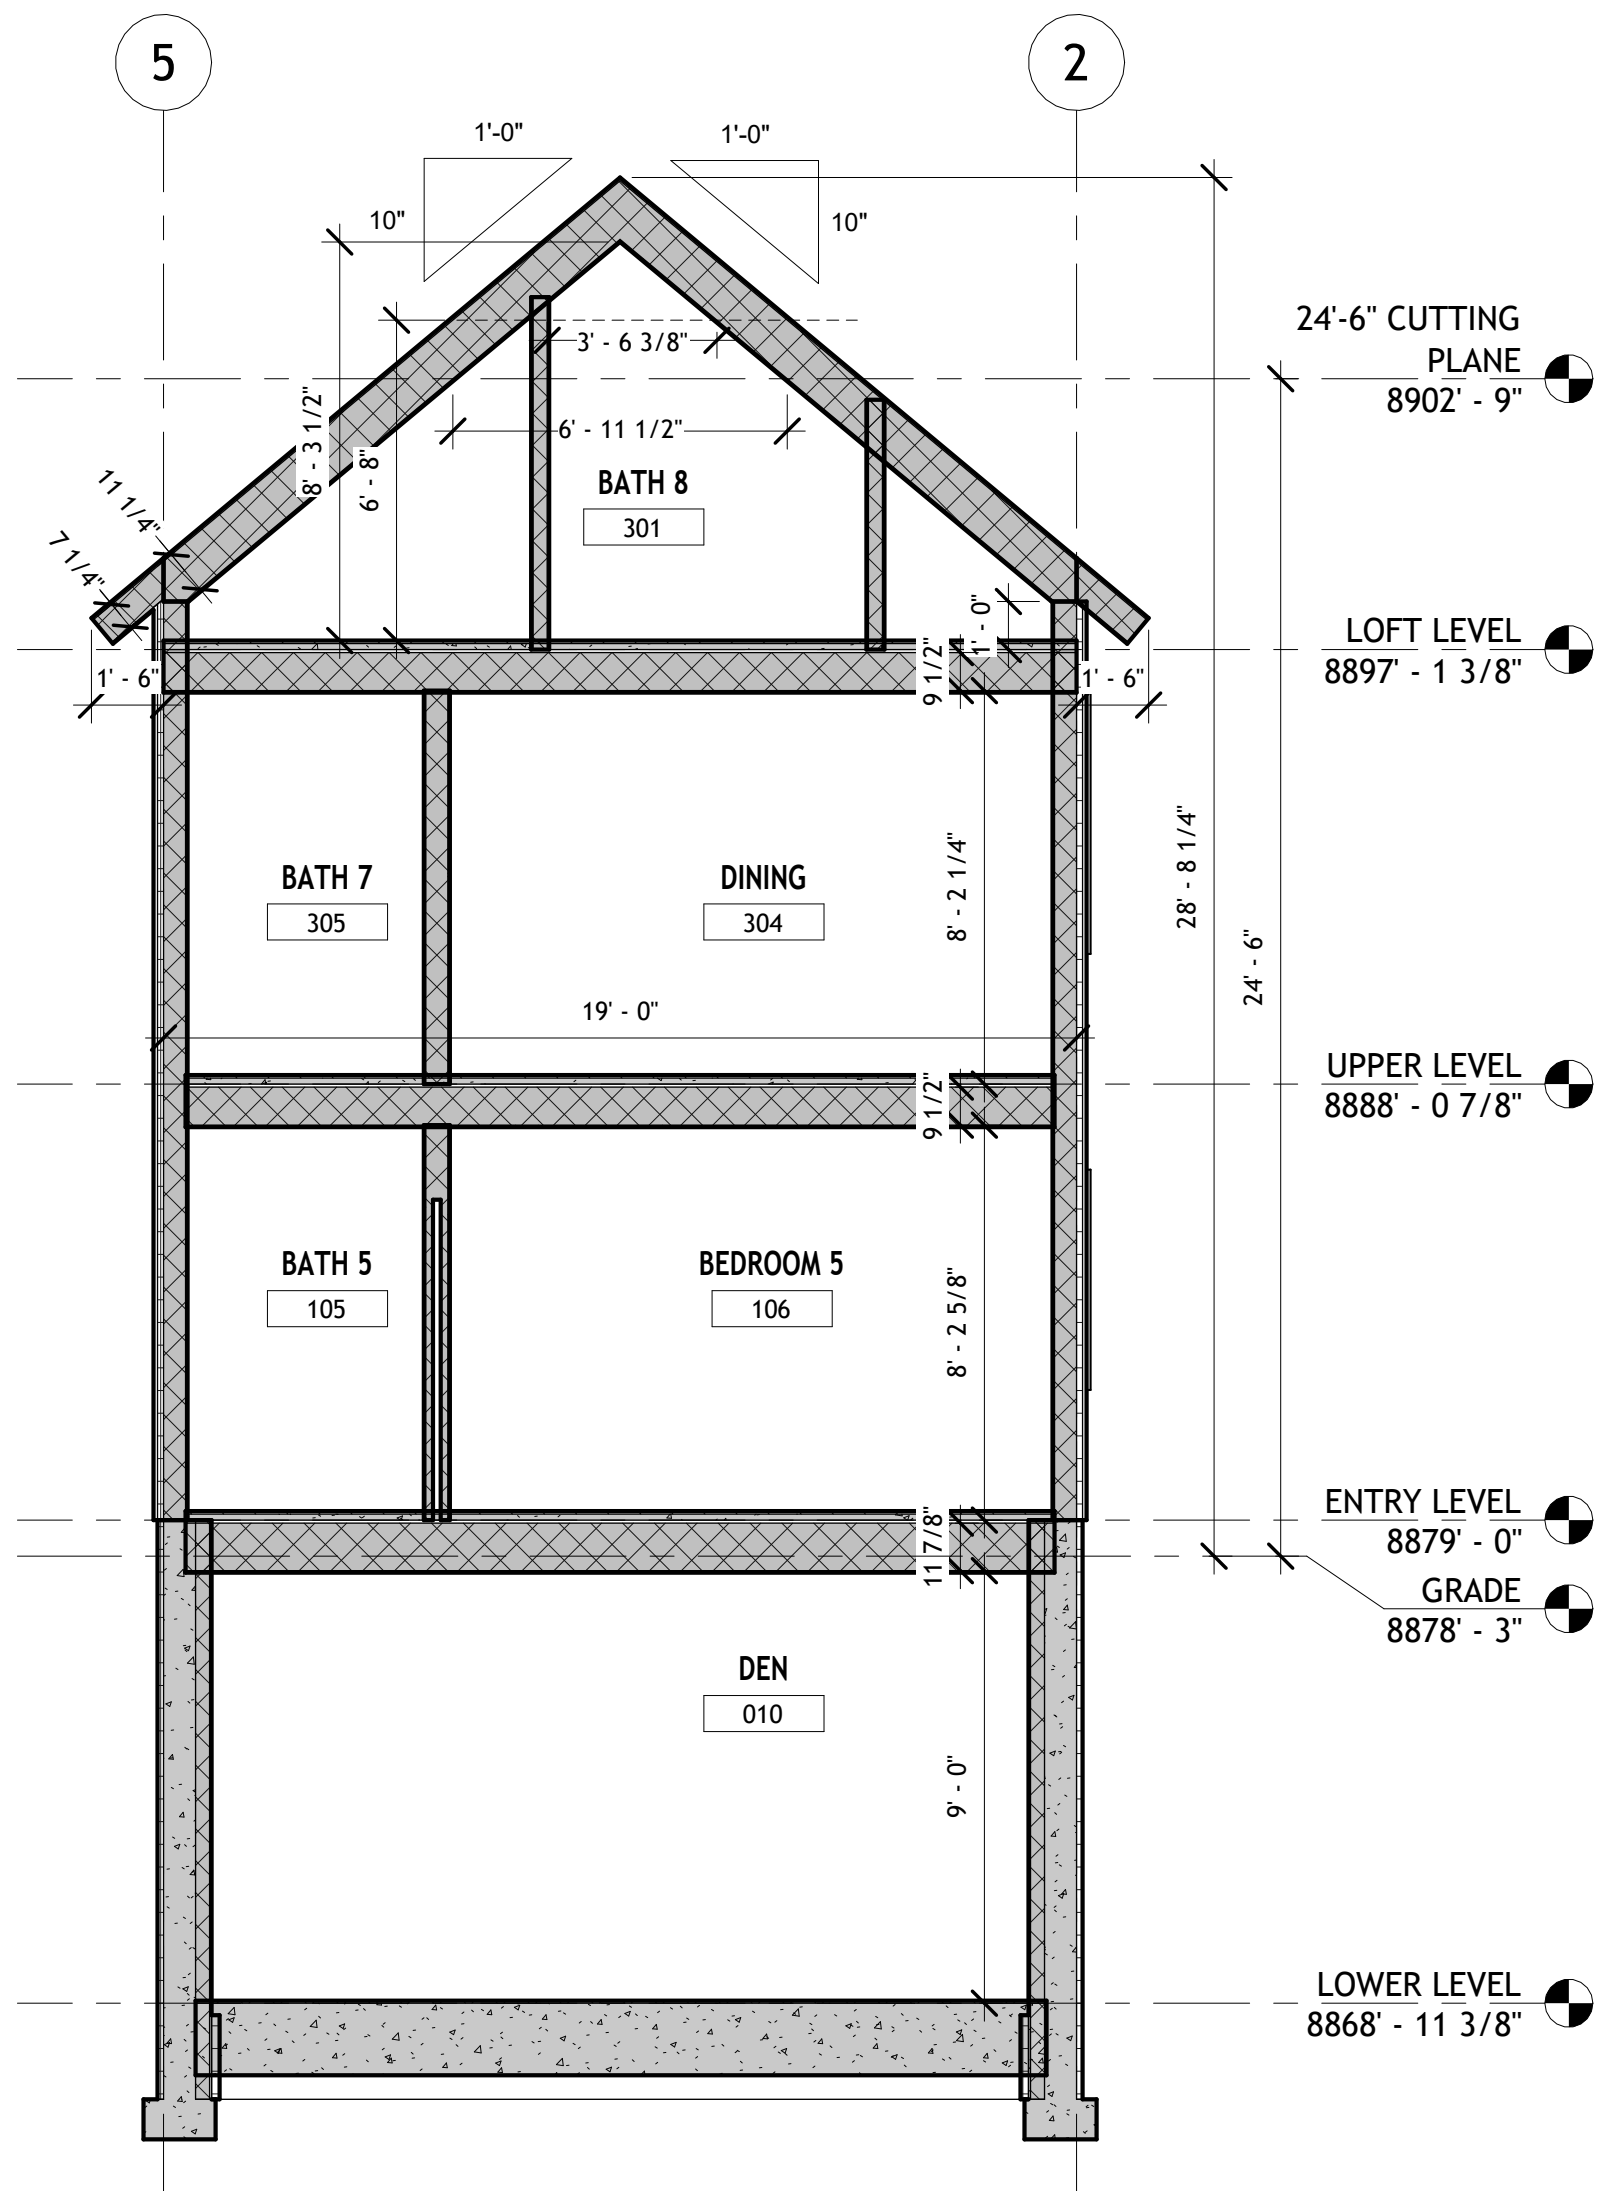 5
2
1'-0"
1'-0"
10"
10"
24'-6" CUTTING
PLANE
8902' - 9"
3' - 6 3/8"
8' - 3 1/2"
6' - 8"
6' - 11 1/2"
BATH 8
301
11 1/4"
7 1/4"
1' - 0"
LOFT LEVEL
8897' - 1 3/8"
1' - 6"
9 1/2"
1' - 6"
BATH 7
305
DINING
304
8' - 2 1/4"
28' - 8 1/4"
24' - 6"
19' - 0"
UPPER LEVEL
8888' - 0 7/8"
9 1/2"
BATH 5
105
BEDROOM 5
106
8' - 2 5/8"
ENTRY LEVEL
8879' - 0"
11 7/8"
GRADE
8878' - 3"
DEN
010
9' - 0"
LOWER LEVEL
8868' - 11 3/8"